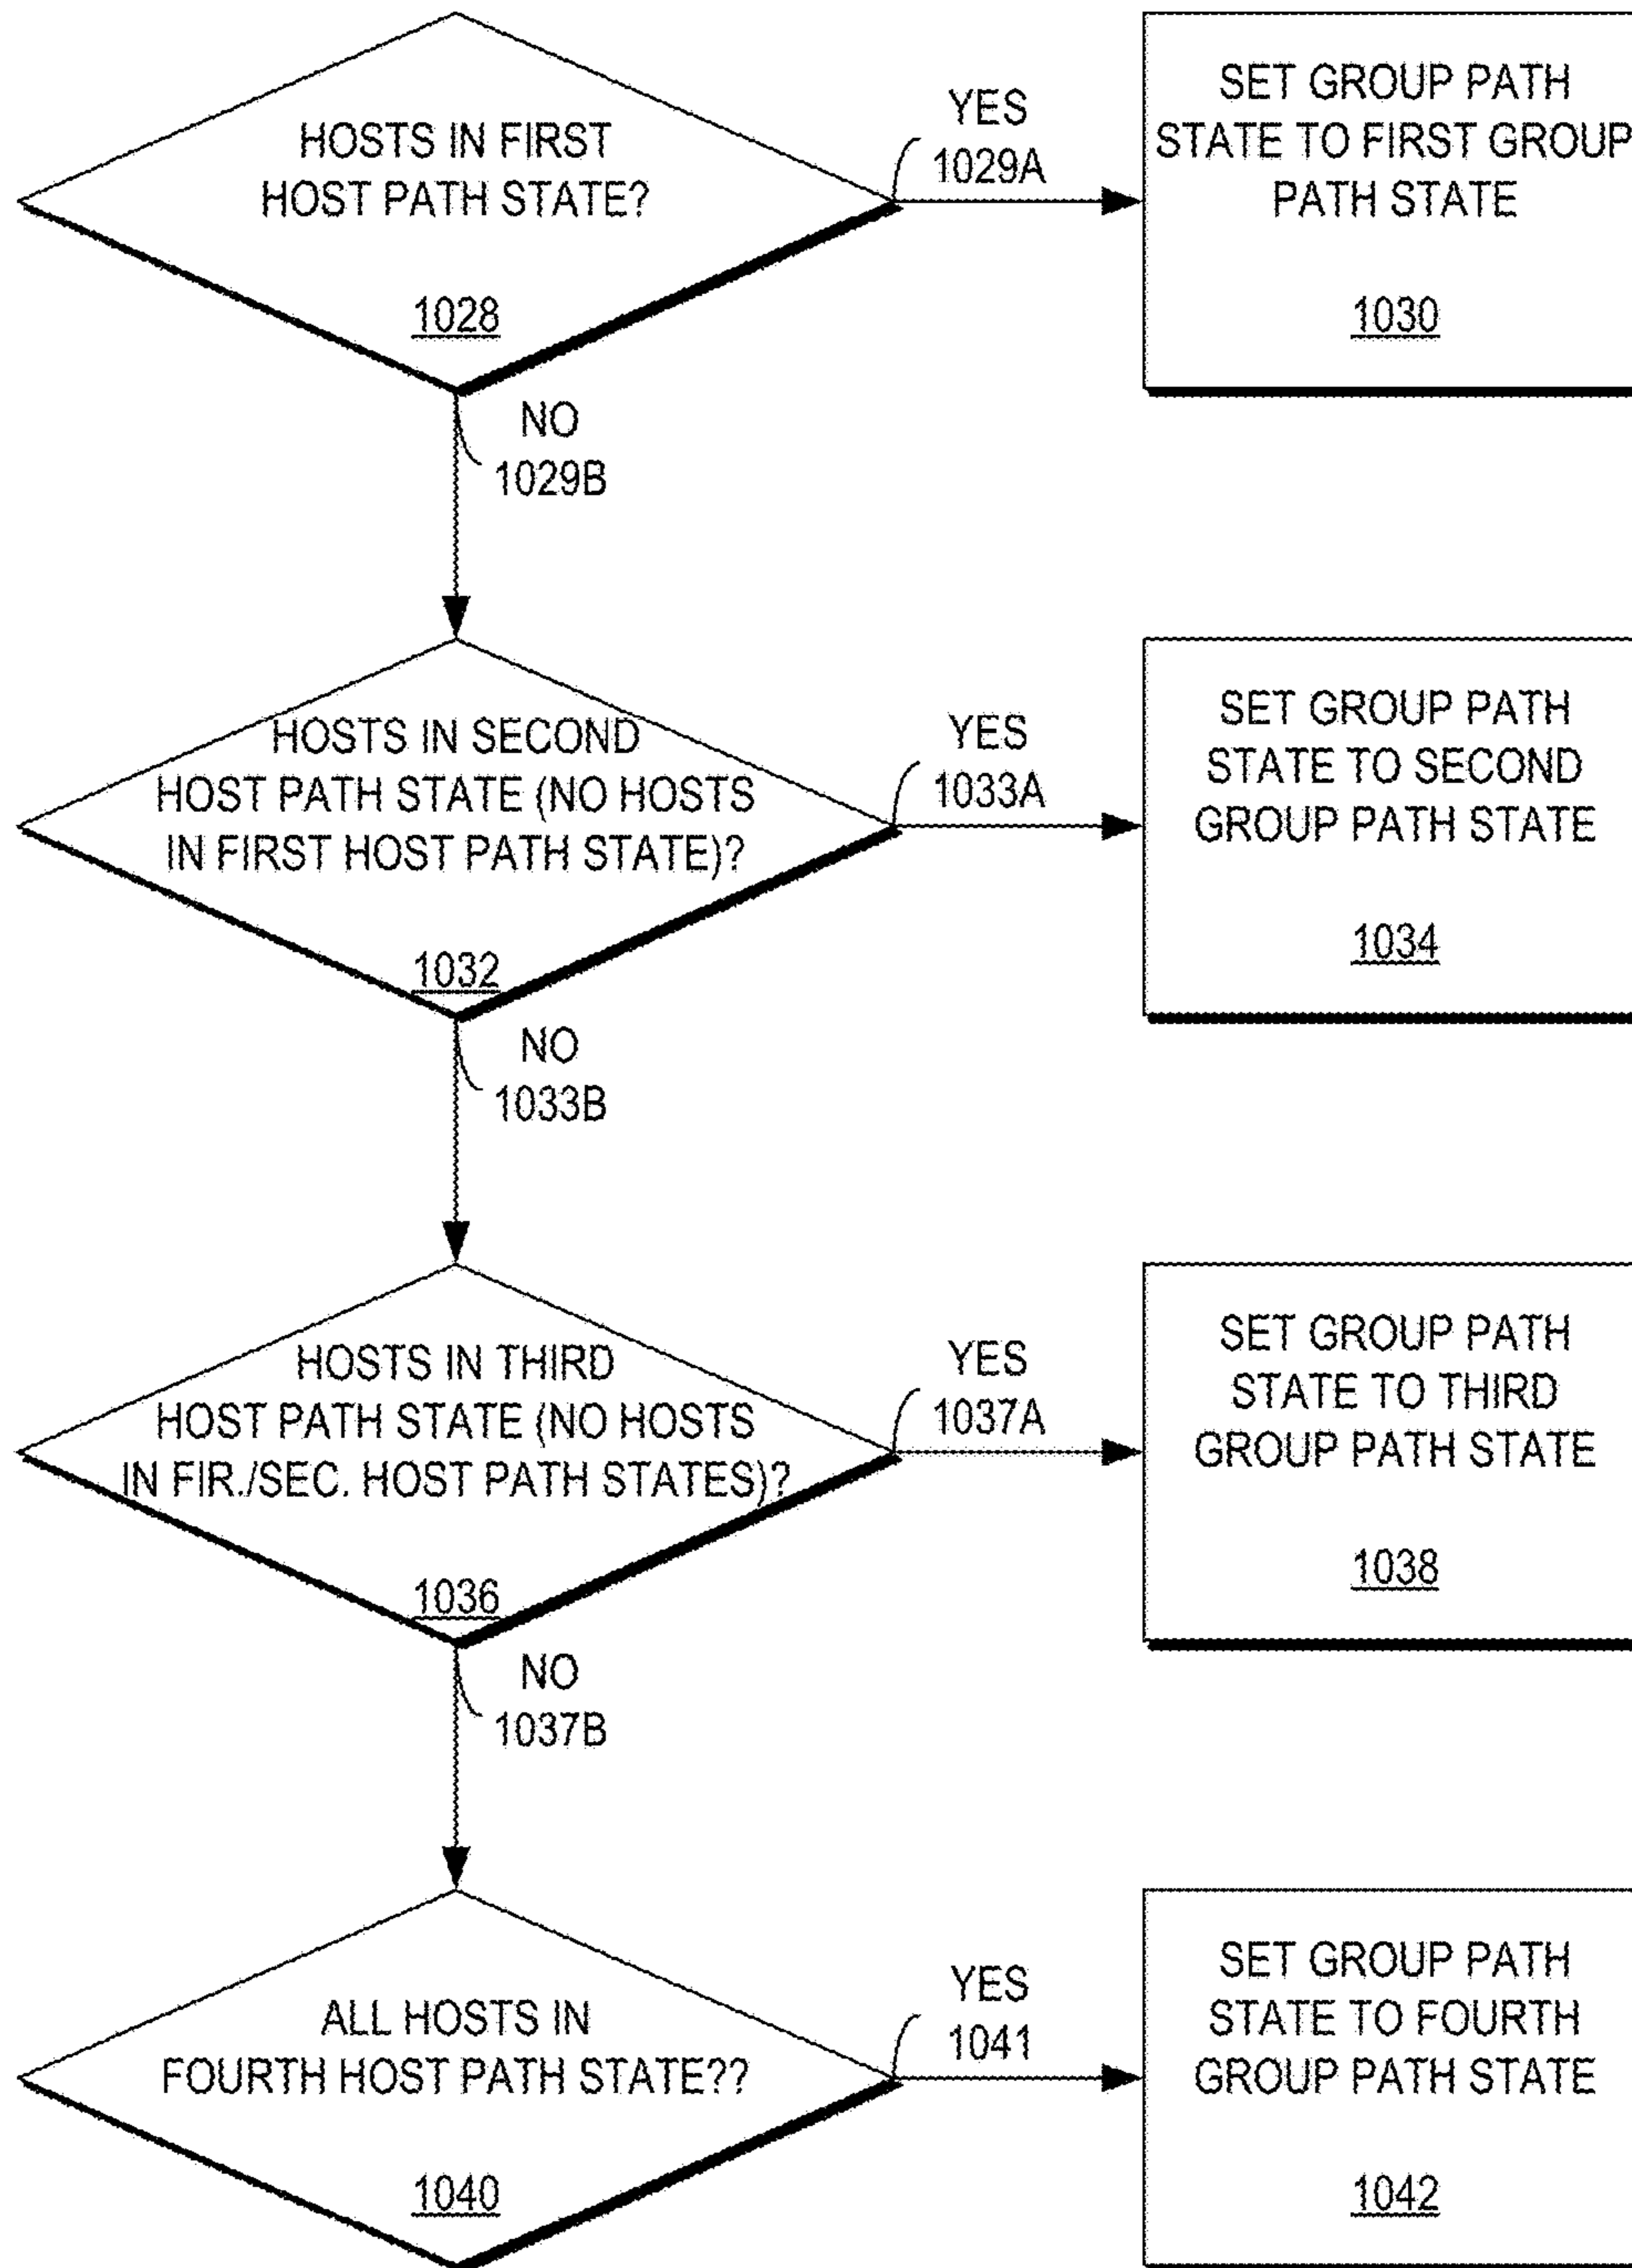 HOSTS IN FIRST
HOST PATH STATE?
1028
YES
1029A
SET GROUP PATH
STATE TO FIRST GROUP
PATH STATE
1030
NO
1029B
HOSTS IN SECOND
HOST PATH STATE (NO HOSTS
IN FIRST HOST PATH STATE)?
1032
YES
1033A
SET GROUP PATH
STATE TO SECOND
GROUP PATH STATE
1034
NO
1033B
HOSTS IN THIRD
HOST PATH STATE (NO HOSTS
IN FIR./SEC. HOST PATH STATES)?
1036
YES
1037A
SET GROUP PATH
STATE TO THIRD
GROUP PATH STATE
1038
NO
1037B
ALL HOSTS IN
FOURTH HOST PATH STATE??
1040
YES
1041
SET GROUP PATH
STATE TO FOURTH
GROUP PATH STATE
1042